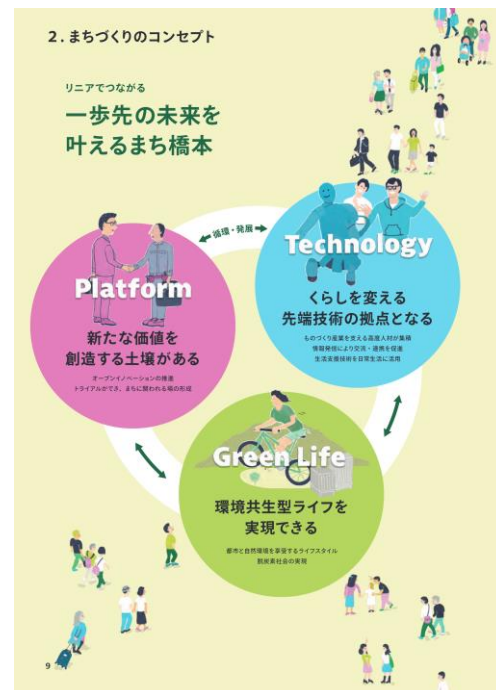 2.まちづくりのコンセプト
リニアでつながる
一歩先の未来を
叶えるまち橋本
循環・発展
Technology
くらしを変える
先端技術の拠点となる
ものづくり産業を支える高度人材が集積
情報発信により交流・連携を促進
生活支援技術を日常生活に活用
Platform
新たな価値を
創造する土壌がある
オープンイノベーションの推進
トライアルができ、まちに関われる場の形成
Green Life
環境共生型ライフを
実現できる
都市と自然環境を享受するライフスタイル
脱炭素社会の実現
9